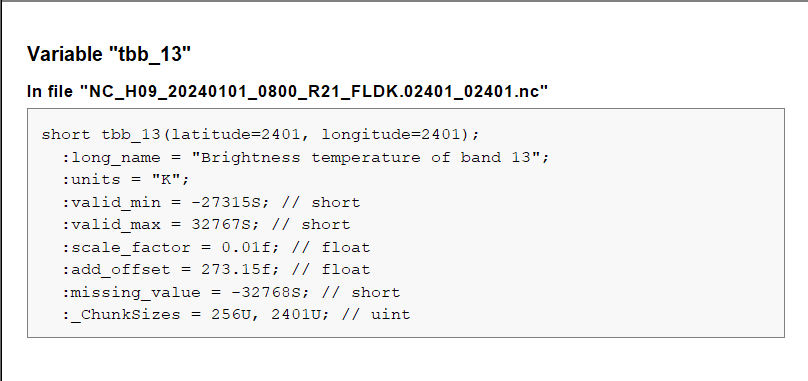 Variable "tbb_13"
In file "NC_H09_20240101_0800_R21_FLDK.02401_02401.nc"
short tbb_13(latitude=2401, longitude=2401);
:long_name = "Brightness temperature of band 13";
:units = "K";
:valid_min = -27315S; // short
:valid_max = 32767S; // short
:scale_factor = 0.01f; // float
:add_offset = 273.15f; // float
:missing_value = -32768S; // short
:_ChunkSizes = 256U, 2401U; // uint